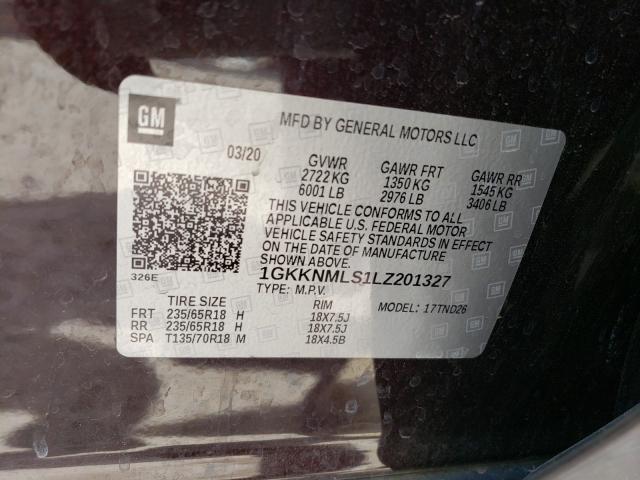 GM
MFD BY GENERAL MOTORS LLC
03/20
GVWR GAWR FRT GAWR RR
2722 KG 1350 KG 1545 KG
6001 LB 2976 LB 3406 LB
THIS VEHICLE CONFORMS TO ALL
APPLICABLE U.S. FEDERAL MOTOR
VEHICLE SAFETY STANDARDS IN EFFECT
ON THE DATE OF MANUFACTURE
SHOWN ABOVE.
326E
1GKKNMLS1LZ201327
TYPE: M.P.V. MODEL: 17TND26
TIRE SIZE RIM
FRT 235/65R18 H 18X7.5J
RR 235/65R18 H 18X7.5J
SPA T135/70R18 M 18X4.5B